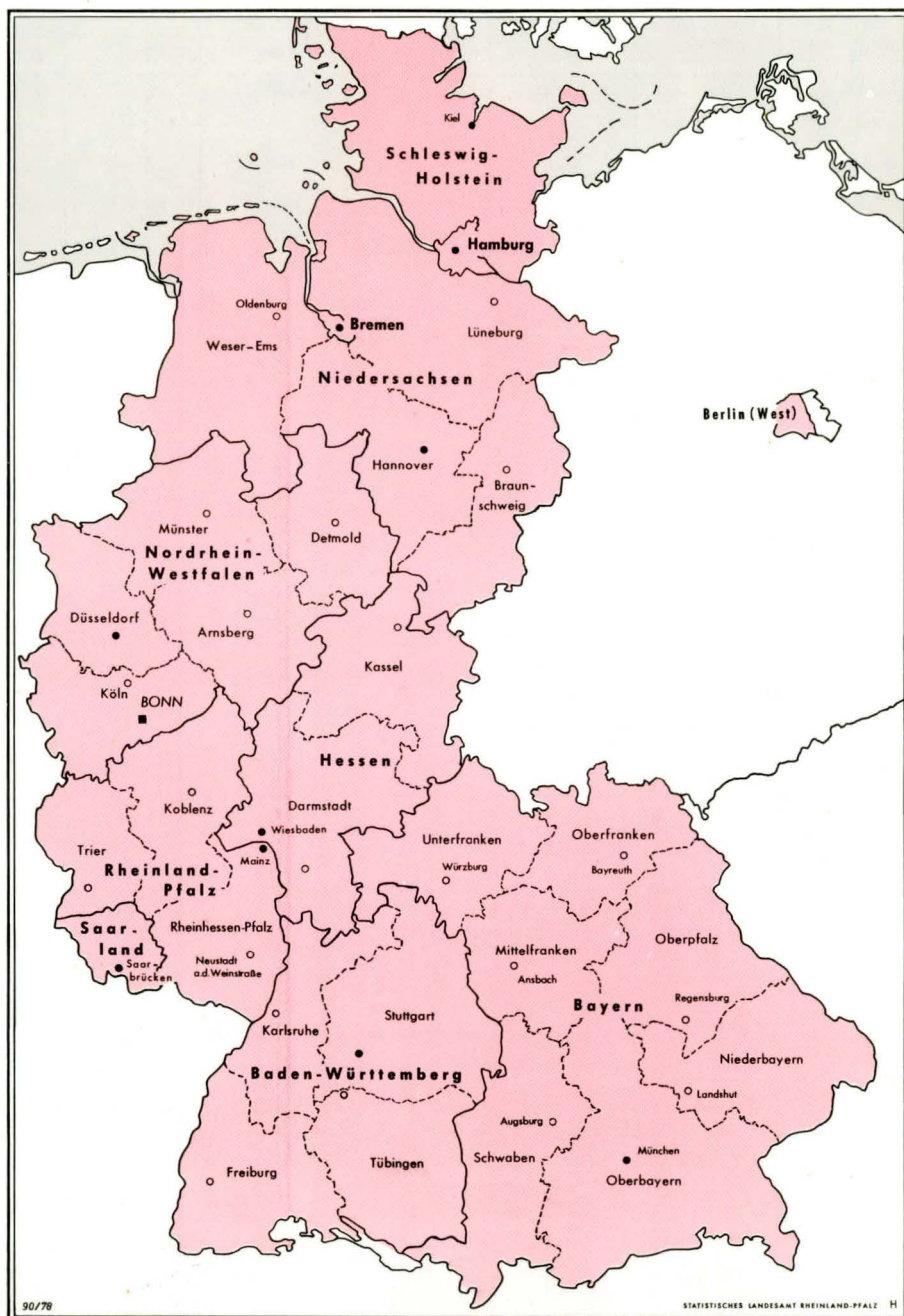 Kiel
Schleswig-
Holstein
Hamburg
Oldenburg
Bremen
Lüneburg
Weser-Ems
Niedersachsen
Berlin (West)
Hannover
Braun-
schweig
Münster
Detmold
Nordrhein-
Westfalen
Düsseldorf
Arnsberg
Kassel
Köln
BONN
Hessen
Koblenz
Darmstadt
Wiesbaden
Mainz
Unterfranken
Würzburg
Oberfranken
Bayreuth
Trier
Rheinland-
Pfalz
Saar-
land
Saar-
brücken
Rheinhessen-Pfalz
Neustadt
a.d.Weinstraße
Mittelfranken
Ansbach
Oberpfalz
Regensburg
Bayern
Karlsruhe
Stuttgart
Baden-Württemberg
Niederbayern
Landshut
Augsburg
Schwaben
München
Oberbayern
Freiburg
Tübingen
90/78
STATISTISCHES LANDESAMT RHEINLAND-PFALZ H